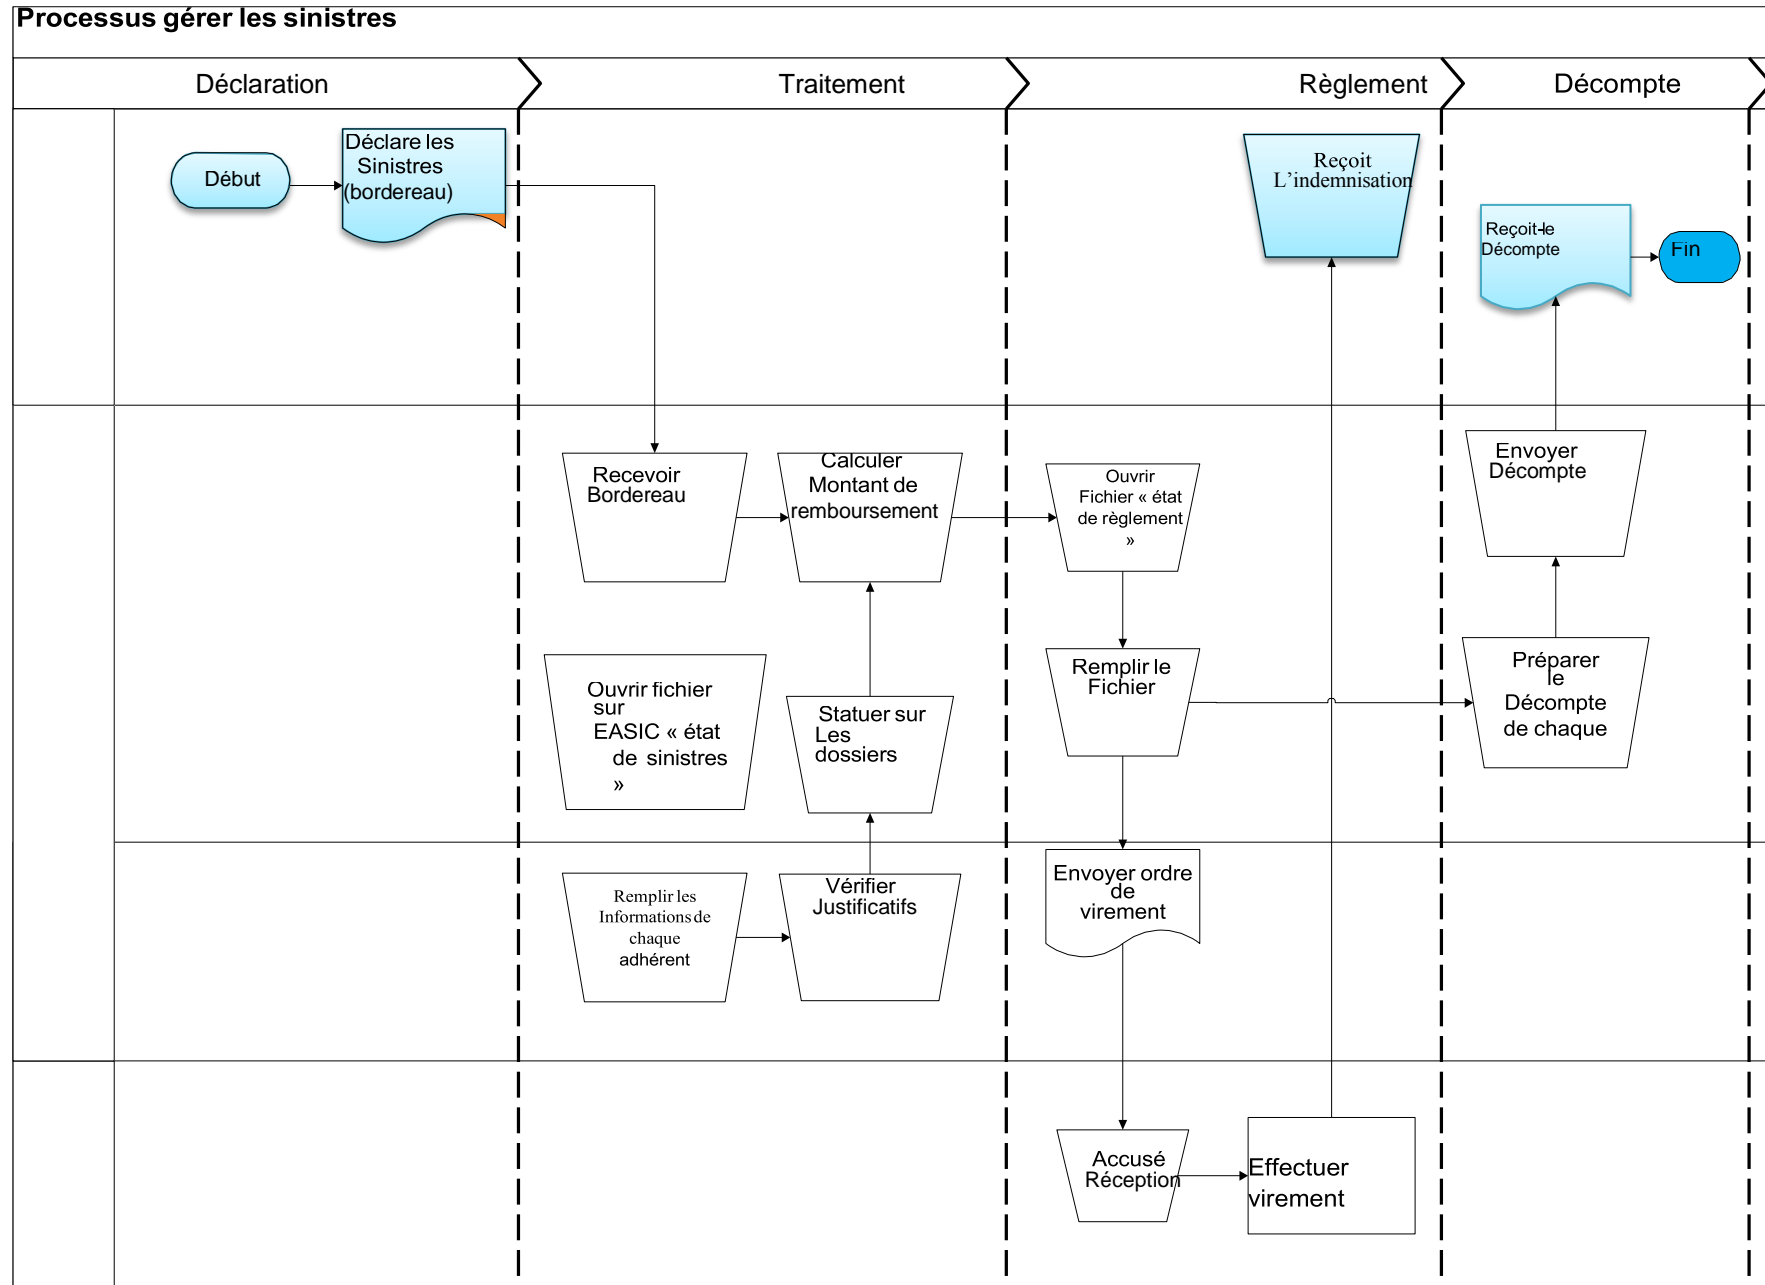 Processus gérer les sinistres
Déclaration
Traitement
Règlement
Décompte
Début
Déclare les
Sinistres
(bordereau)
Reçoit
L'indemnisation
Reçoit-le
Décompte
Fin
Recevoir
Bordereau
Calculer
Montant de
remboursement
Ouvrir
Fichier « état
de règlement
»
Envoyer
Décompte
Ouvrir fichier
sur
EASIC « état
de sinistres
»
Statuer sur
Les
dossiers
Remplir le
Fichier
Préparer
le
Décompte
de chaque
Remplir les
Informations de
chaque
adhérent
Vérifier
Justificatifs
Envoyer ordre
de
virement
Accusé
Réception
Effectuer
virement